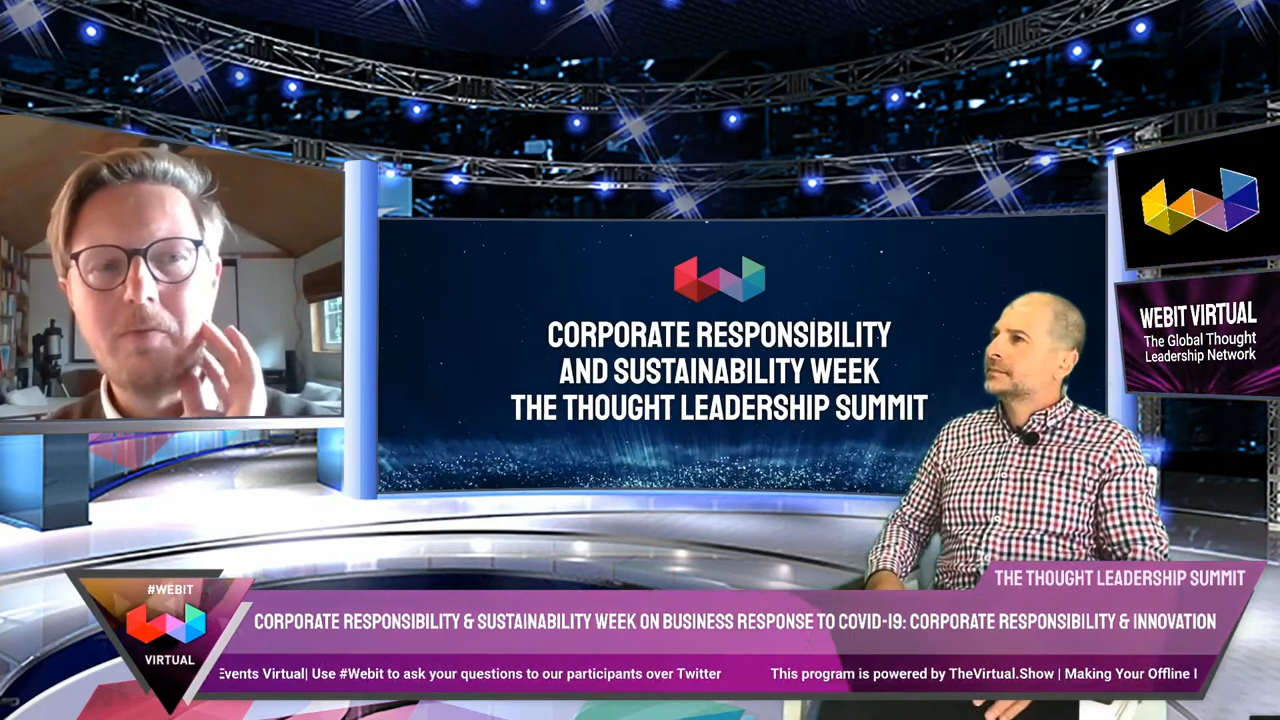 CORPORATE RESPONSIBILITY
AND SUSTAINABILITY WEEK
THE THOUGHT LEADERSHIP SUMMIT
WEBIT VIRTUAL
The Global Thought
Leadership Network
THE THOUGHT LEADERSHIP SUMMIT
#WEBIT
VIRTUAL
CORPORATE RESPONSIBILITY & SUSTAINABILITY WEEK ON BUSINESS RESPONSE TO COVID-19: CORPORATE RESPONSIBILITY & INNOVATION
Events Virtual| Use #Webit to ask your questions to our participants over Twitter This program is powered by TheVirtual.Show | Making Your Offline